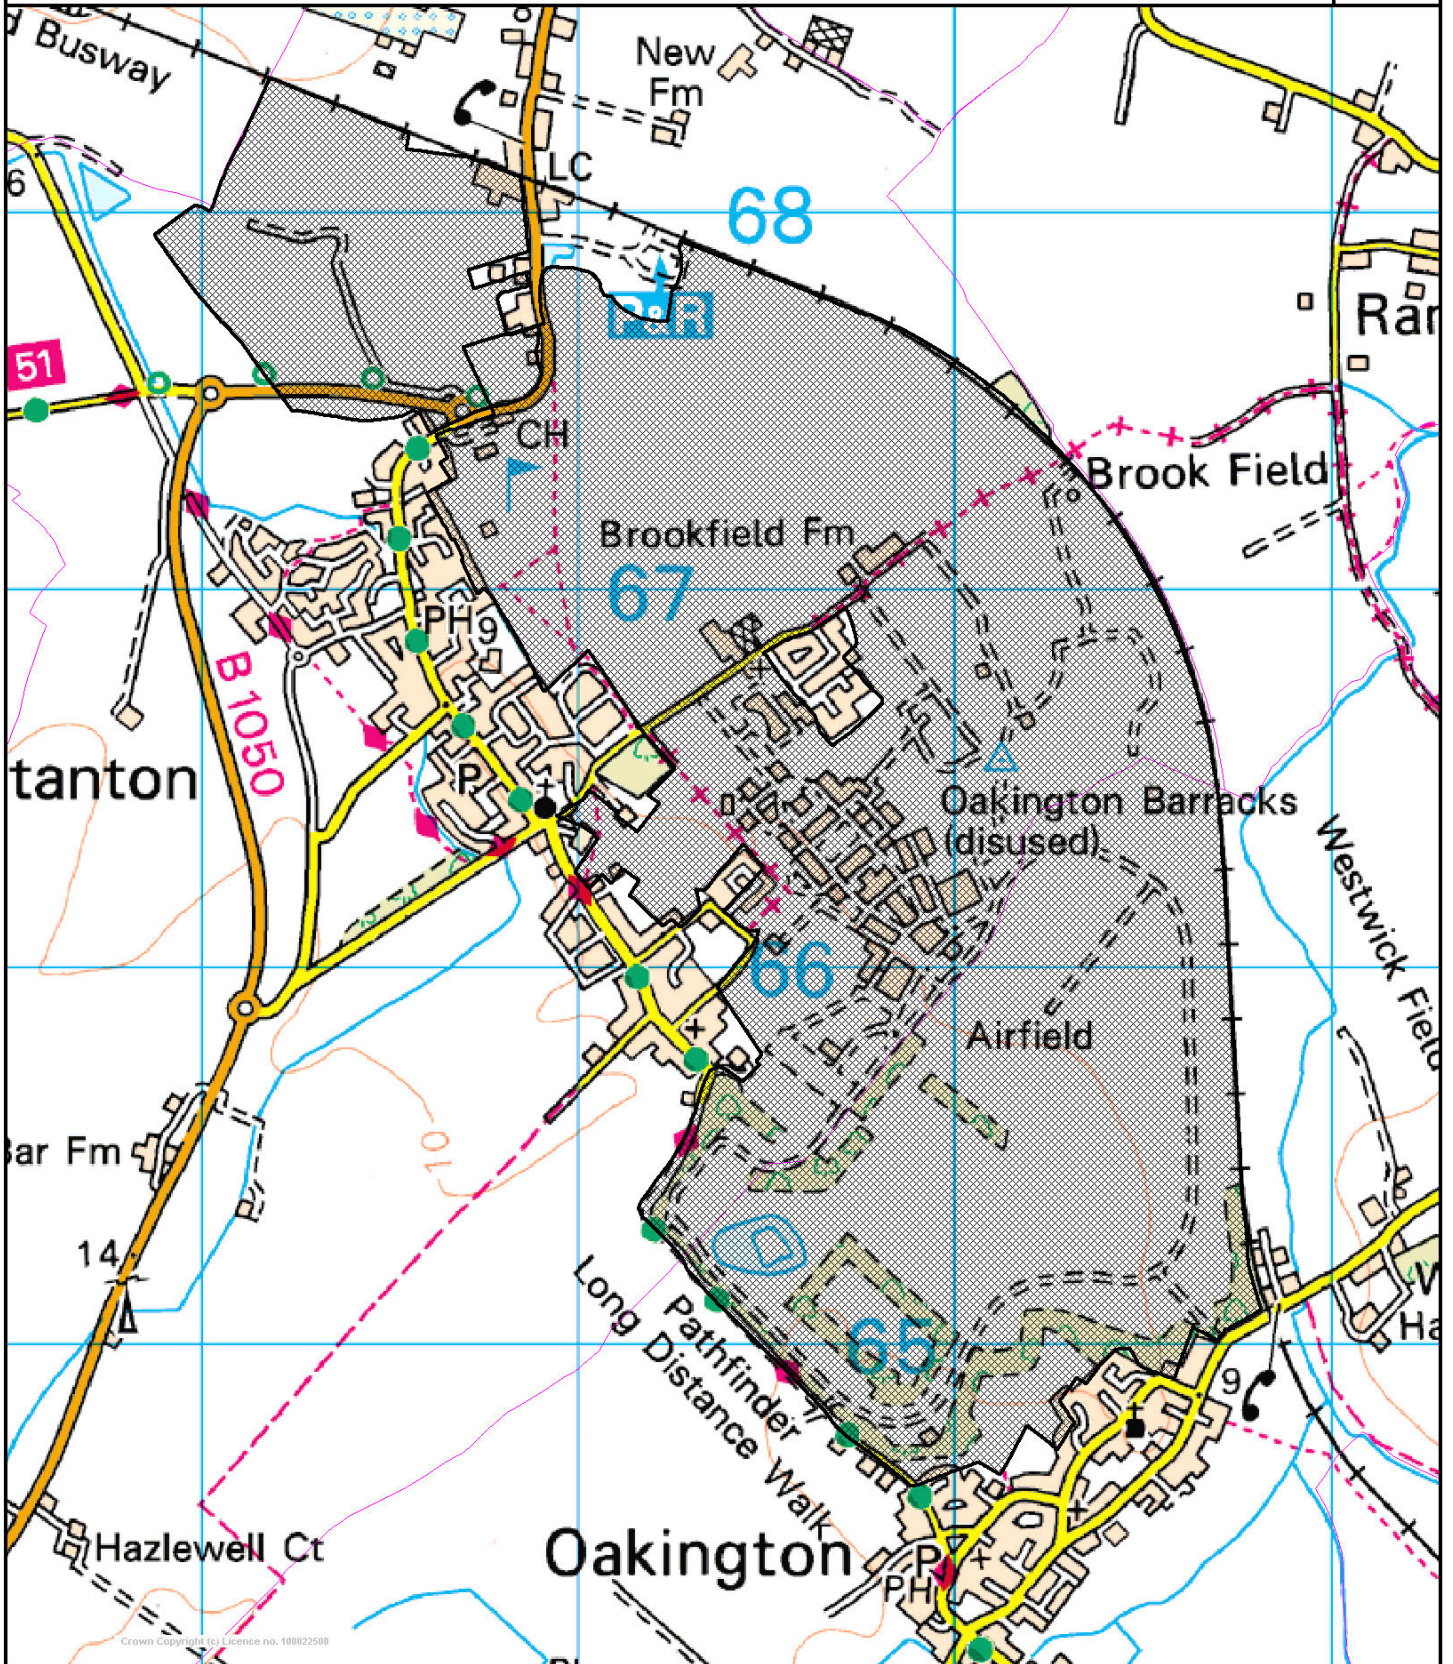 d Busway
New
Fm
LC
6
68
51
P&R
Rar
CH
Brook Field
Brookfield Fm
67
PH
9
B 1050
tanton
P
Oakington Barracks
(disused)
Westwick Field
66
Airfield
Bar Fm
10
14
Long Distance Walk
Pathfinder
65
9
W
Ha
Hazlewell Ct
Oakington
P
PH
Crown Copyright (c) Licence no. 100022500